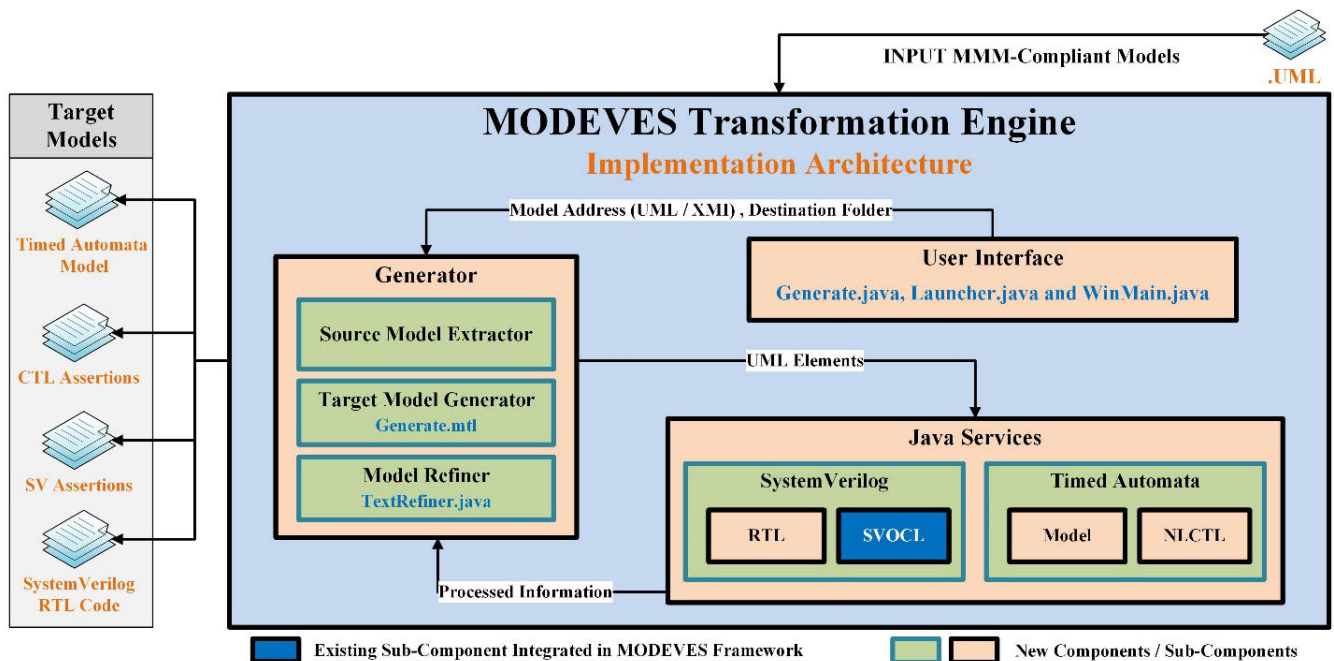 INPUT MMM-Compliant Models
.UML
Target
Models
Timed Automata
Model
CTL Assertions
SV Assertions
SystemVerilog
RTL Code
MODEVES Transformation Engine
Implementation Architecture
Model Address (UML / XMI) , Destination Folder
User Interface
Generate.java, Launcher.java and WinMain.java
Generator
Source Model Extractor
Target Model Generator
Generate.mtl
Model Refiner
TextRefiner.java
UML Elements
Java Services
SystemVerilog
RTL
SVOCL
Timed Automata
Model
NLCTL
Processed Information
Existing Sub-Component Integrated in MODEVES Framework
New Components / Sub-Components